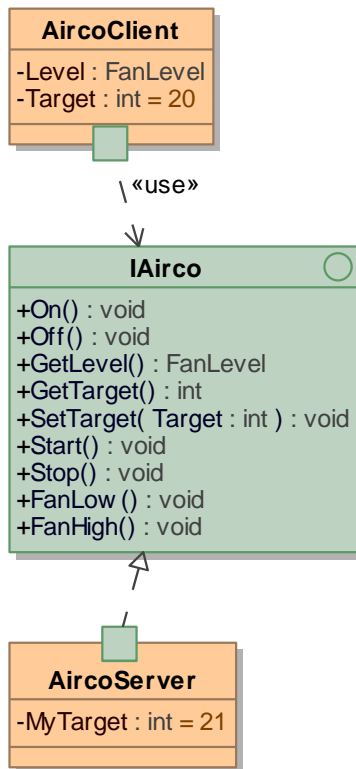 AircoClient
-Level : FanLevel
-Target : int = 20
«use»
IAirco
+On() : void
+Off() : void
+GetLevel() : FanLevel
+GetTarget() : int
+SetTarget( Target : int ) : void
+Start() : void
+Stop() : void
+FanLow () : void
+FanHigh() : void
AircoServer
-MyTarget : int = 21